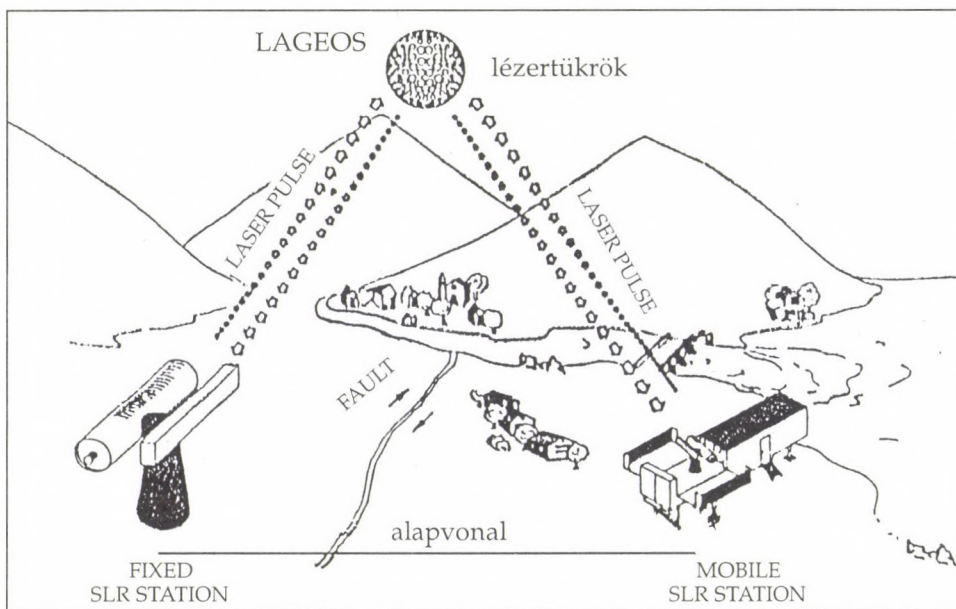 LAGEOS
lézertükrök
LASER PULSE
LASER PULSE
FAULT
alapvonal
FIXED
SLR STATION
MOBILE
SLR STATION